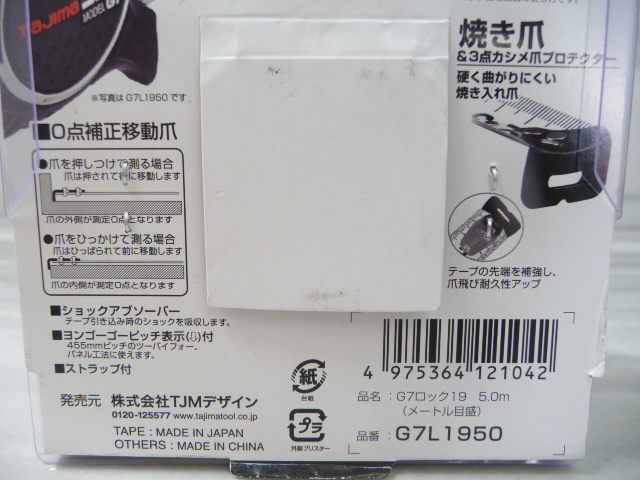 Tajima
MODEL G7
※写真は G7L1950 です
焼き爪
&3点カシメ爪プロテクター
硬く曲がりにくい
焼き入れ爪
■0点補正移動爪
●爪を押しつけて測る場合
爪は押されて後に移動します
爪の外側が測定0点となります
●爪をひっかけて測る場合
爪はひっぱられて前に移動します
爪の内側が測定0点となります
テープの先端を補強し、
爪飛び耐久性アップ
■ショックアブソーバー
テープ引き込み時のショックを吸収します。
■ヨンゴーゴーピッチ表示(⇩)付
455mmピッチのツーバイフォー、
パネル工法に使えます。
■ストラップ付
発売元 株式会社TJMデザイン
0120-125577 www.tajimatool.co.jp
TAPE : MADE IN JAPAN
OTHERS : MADE IN CHINA
紙
台紙
プラ
外装ブリスター
4 975364 121042
品名 : G7ロック19 5.0m
(メートル目盛)
品番 : G7L1950